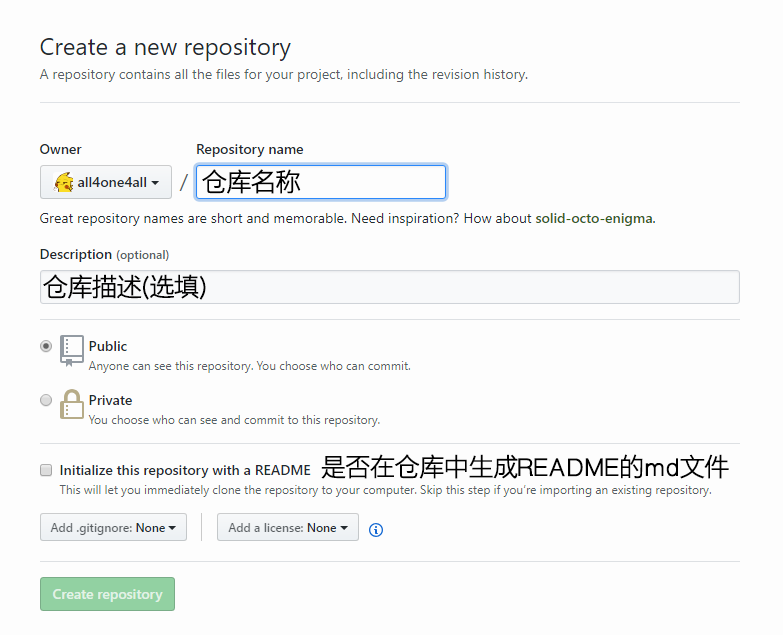 Create a new repository
A repository contains all the files for your project, including the revision history.
Owner
Repository name
all4one4all
/
仓库名称
Great repository names are short and memorable. Need inspiration? How about solid-octo-enigma.
Description (optional)
仓库描述(选填)
Public
Anyone can see this repository. You choose who can commit.
Private
You choose who can see and commit to this repository.
Initialize this repository with a README 是否在仓库中生成README的md文件
This will let you immediately clone the repository to your computer. Skip this step if you're importing an existing repository.
Add .gitignore: None
Add a license: None
Create repository